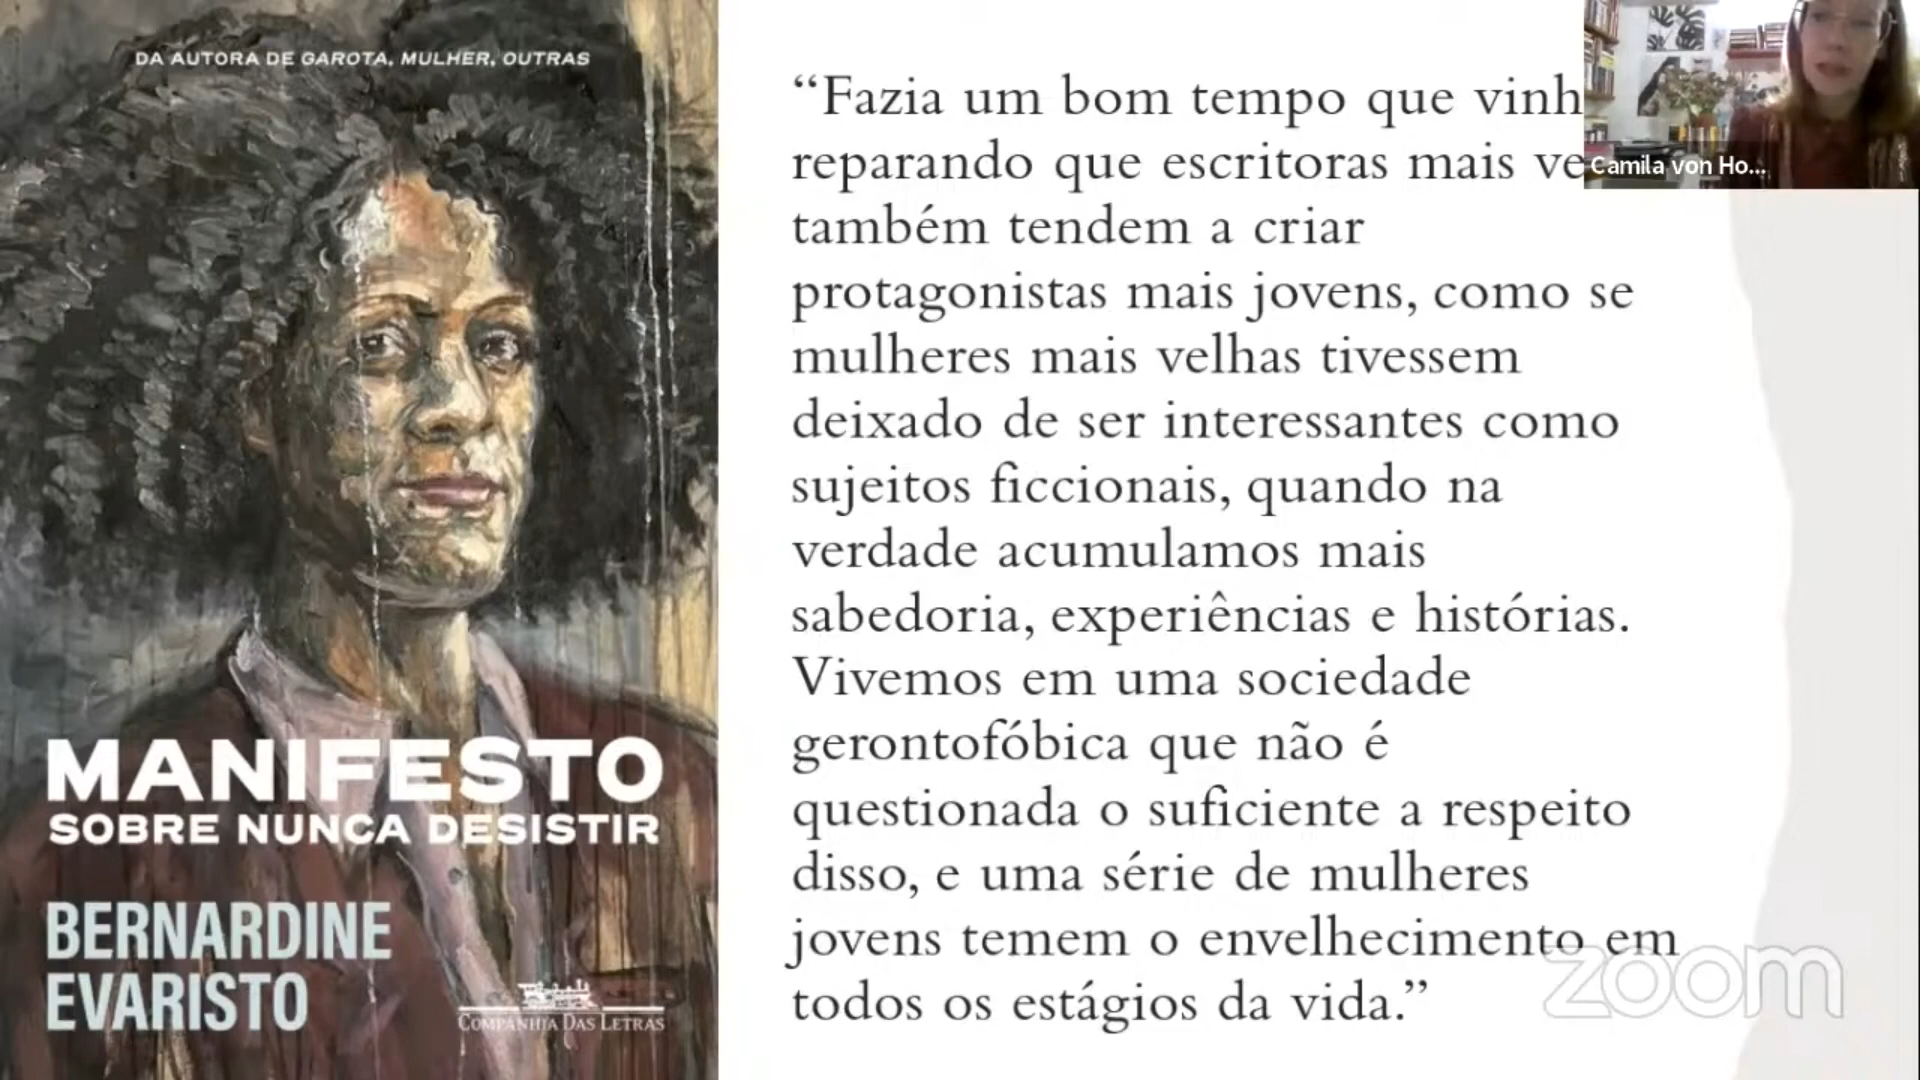 DA AUTORA DE GAROTA, MULHER, OUTRAS
MANIFESTO
SOBRE NUNCA DESISTIR
BERNARDINE
EVARISTO
COMPANHIA DAS LETRAS
“Fazia um bom tempo que vinh
reparando que escritoras mais ve
também tendem a criar
protagonistas mais jovens, como se
mulheres mais velhas tivessem
deixado de ser interessantes como
sujeitos ficcionais, quando na
verdade acumulamos mais
sabedoria, experiências e histórias.
Vivemos em uma sociedade
gerontofóbica que não é
questionada o suficiente a respeito
disso, e uma série de mulheres
jovens temem o envelhecimento em
todos os estágios da vida.”
Camila von Ho...
zoom